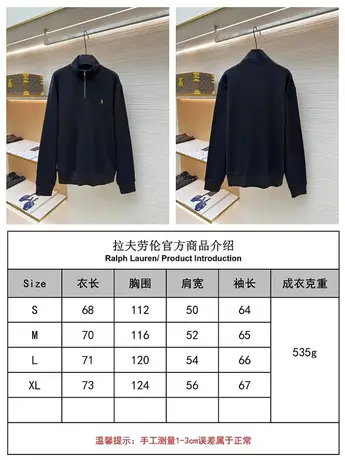 拉夫劳伦官方商品介绍
Ralph Lauren/ Product Introduction
Size 衣长 胸围 肩宽 袖长 成衣克重
S 68 112 50 64
M 70 116 52 65
L 71 120 54 66
XL 73 124 56 67
535g
温馨提示：手工测量1-3cm误差属于正常